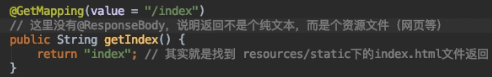 @GetMapping(value = "/index")
// 这里没有@ResponseBody，说明返回不是个纯文本，而是个资源文件（网页等）
public String getIndex() {
return "index"; // 其实就是找到 resources/static下的index.html文件返回
}